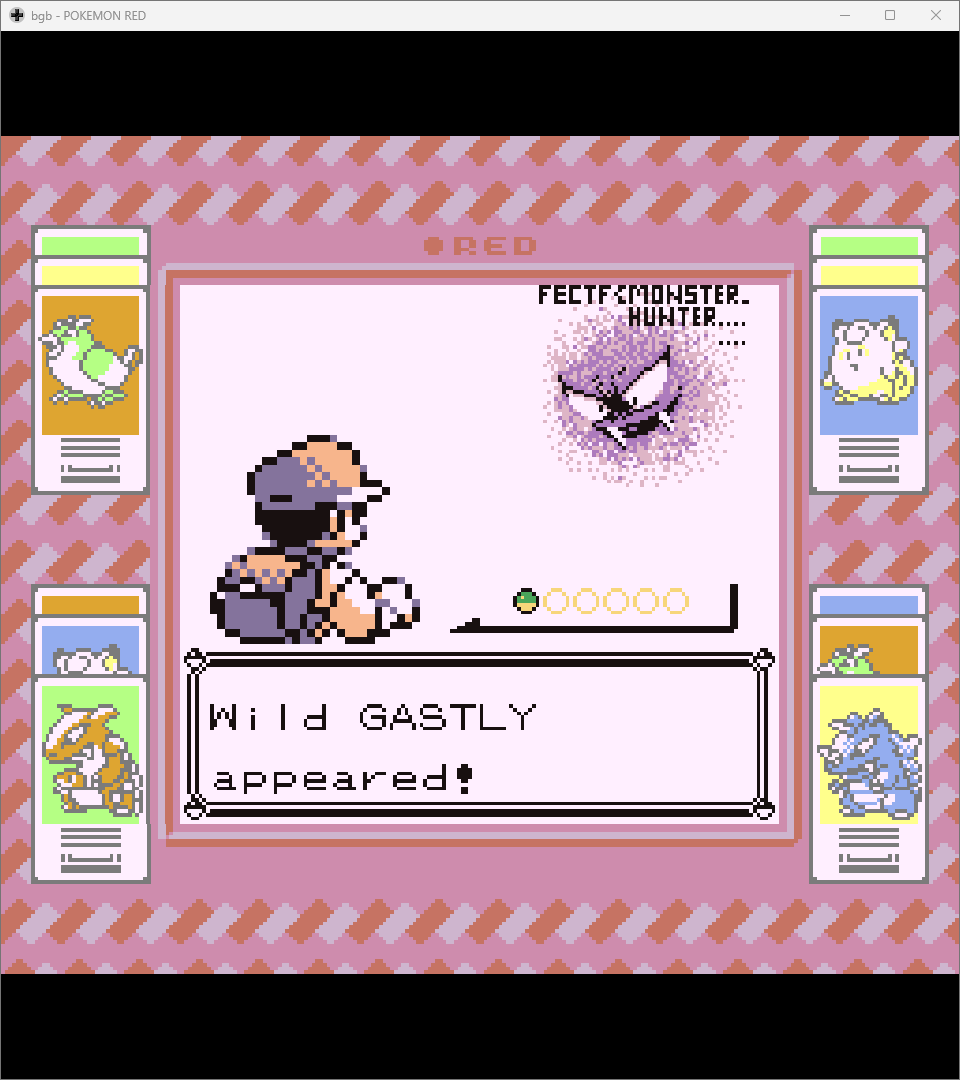 bgb - POKEMON RED
RED
FECTF<MONSTER.
HUNTER....
....
Wild GASTLY
appeared!